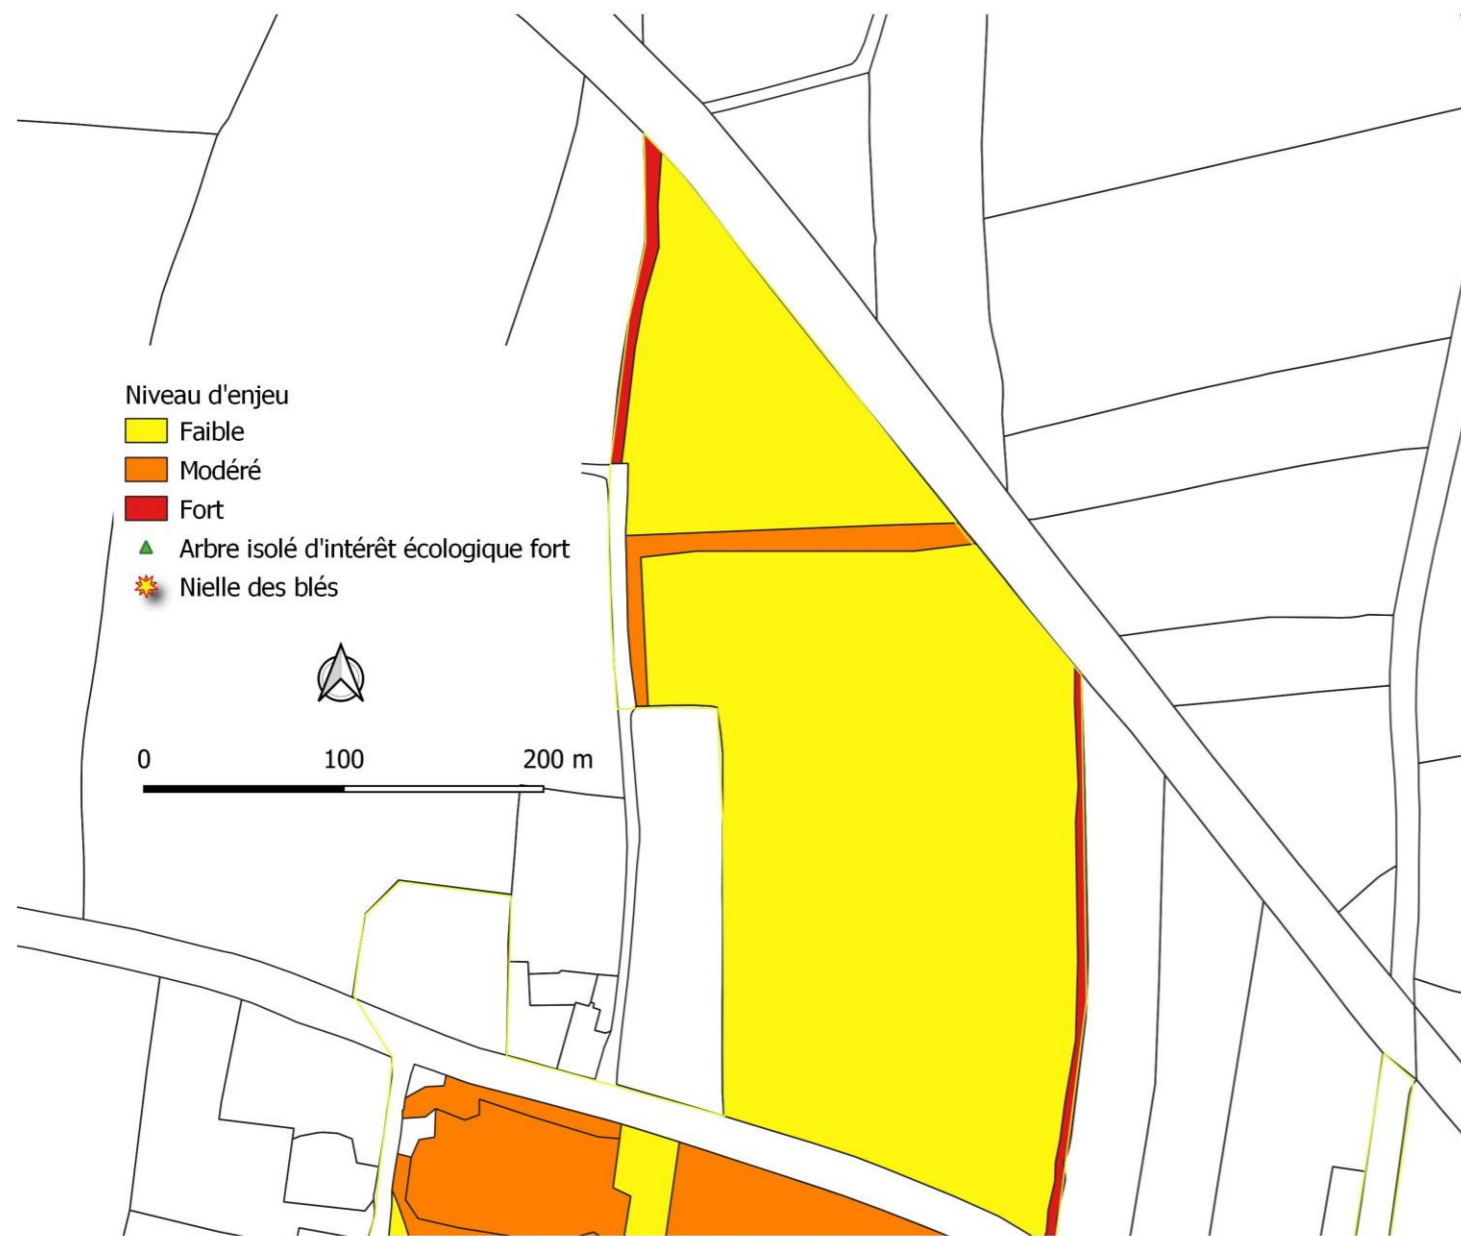 Niveau d'enjeu
Faible
Modéré
Fort
Arbre isolé d'intérêt écologique fort
Nielle des blés
0 100 200 m